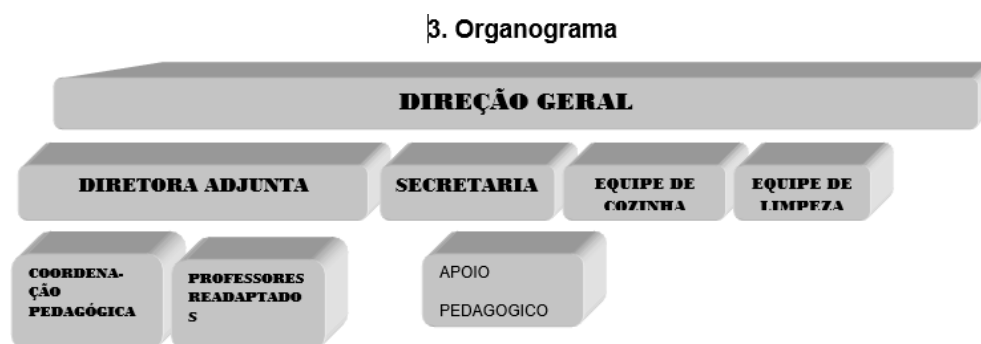 3. Organograma
DIREÇÃO GERAL
DIRETORA ADJUNTA
SECRETARIA
EQUIPE DE
COZINHA
EQUIPE DE
LIMPEZA
COORDENA-
ÇÃO
PEDAGÓGICA
PROFESSORES
READAPTADO
S
APOIO
PEDAGOGICO